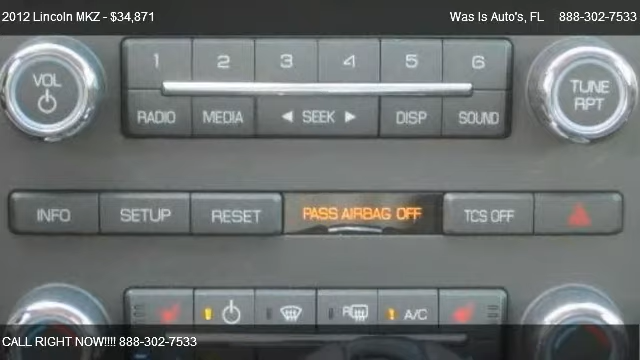 2012 Lincoln MKZ - $34,871 Was Is Auto's, FL 888-302-7533
VOL 1 2 3 4 5 6 TUNE
RPT
RADIO MEDIA SEEK DISP SOUND
INFO SETUP RESET PASS AIRBAG OFF TCS OFF
R A/C
CALL RIGHT NOW!!!! 888-302-7533